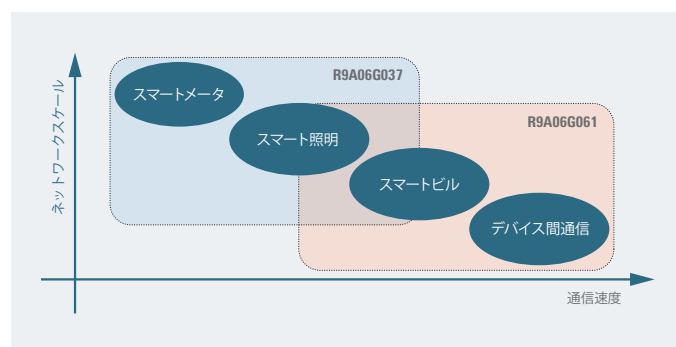 R9A06G037
スマートメータ
R9A06G061
スマート照明
スマートビル
デバイス間通信
ネットワークスケール
通信速度